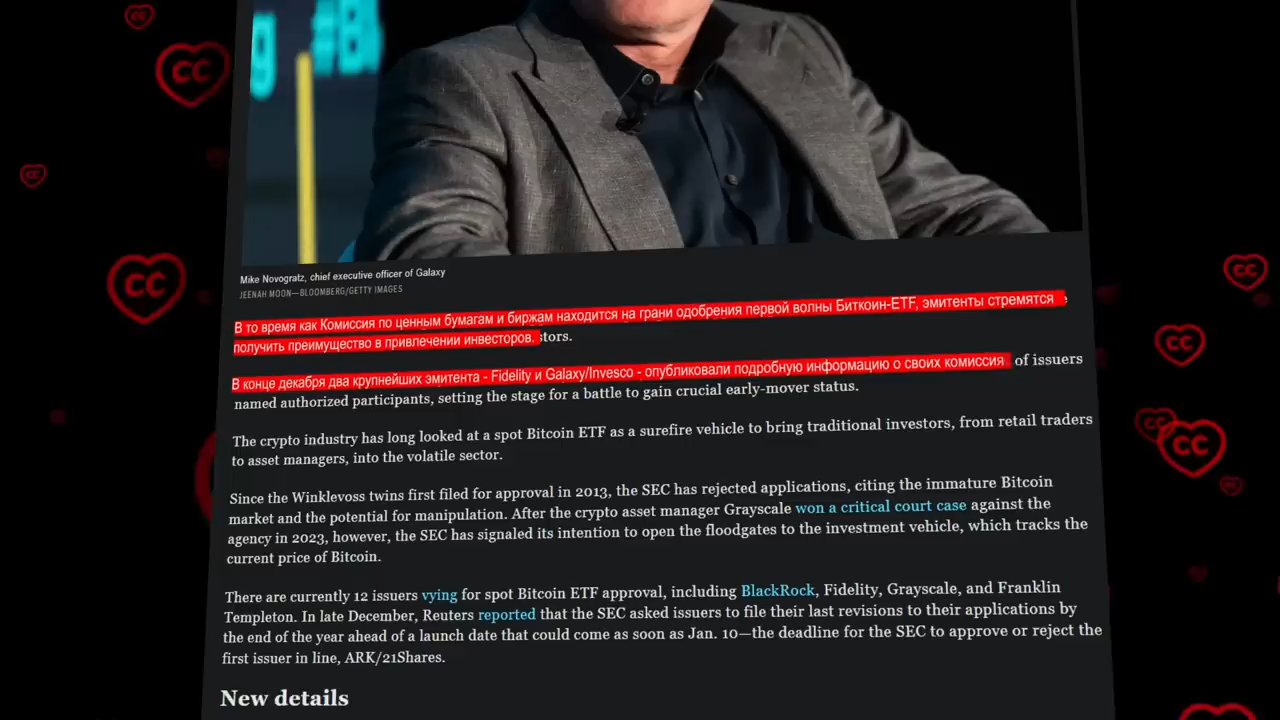 g #Bl
Mike Novogratz, chief executive officer of Galaxy
JEENAH MOON—BLOOMBERG/GETTY IMAGES
В то время как Комиссия по ценным бумагам и биржам находится на грани одобрения первой волны Биткоин-ETF, эмитенты стремятся
получить преимущество в привлечении инвесторов. stors.
В конце декабря два крупнейших эмитента - Fidelity и Galaxy/Invesco - опубликовали подробную информацию о своих комиссия of issuers
named authorized participants, setting the stage for a battle to gain crucial early-mover status.
The crypto industry has long looked at a spot Bitcoin ETF as a surefire vehicle to bring traditional investors, from retail traders
to asset managers, into the volatile sector.
Since the Winklevoss twins first filed for approval in 2013, the SEC has rejected applications, citing the immature Bitcoin
market and the potential for manipulation. After the crypto asset manager Grayscale won a critical court case against the
agency in 2023, however, the SEC has signaled its intention to open the floodgates to the investment vehicle, which tracks the
current price of Bitcoin.
There are currently 12 issuers vying for spot Bitcoin ETF approval, including BlackRock, Fidelity, Grayscale, and Franklin
Templeton. In late December, Reuters reported that the SEC asked issuers to file their last revisions to their applications by
the end of the year ahead of a launch date that could come as soon as Jan. 10—the deadline for the SEC to approve or reject the
first issuer in line, ARK/21Shares.
New details
CC
CC
CC
CC
CC
CC
CC
CC
CC